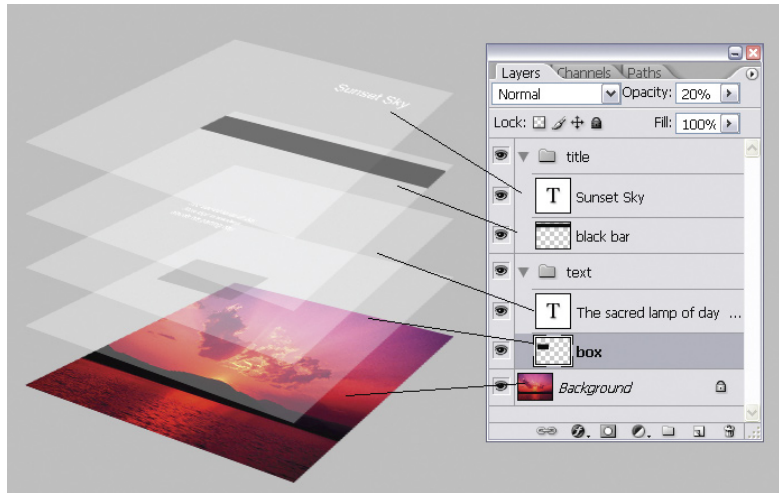 Sunset Sky
Layers Channels Paths
Normal Opacity: 20%
Lock: Fill: 100%
title
T Sunset Sky
black bar
text
T The sacred lamp of day ...
box
Background